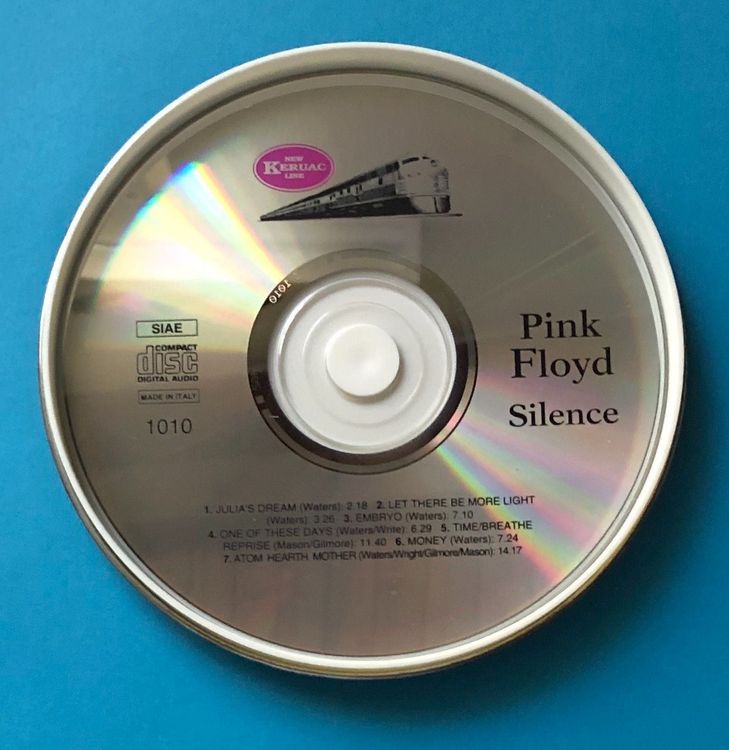 NEW
KERUAC
LINE
1010
SIAE
COMPACT
disc
DIGITAL AUDIO
MADE IN ITALY
1010
Pink
Floyd
Silence
1. JULIA'S DREAM (Waters): 2.18 2. LET THERE BE MORE LIGHT
(Waters): 3.26 3. EMBRYO (Waters): 7.10
4. ONE OF THESE DAYS (Waters/Write): 6.29 5. TIME/BREATHE
REPRISE (Mason/Gilmore): 11.40 6. MONEY (Waters): 7.24
7. ATOM HEARTH MOTHER (Waters/Wright/Gilmore/Mason): 14.17